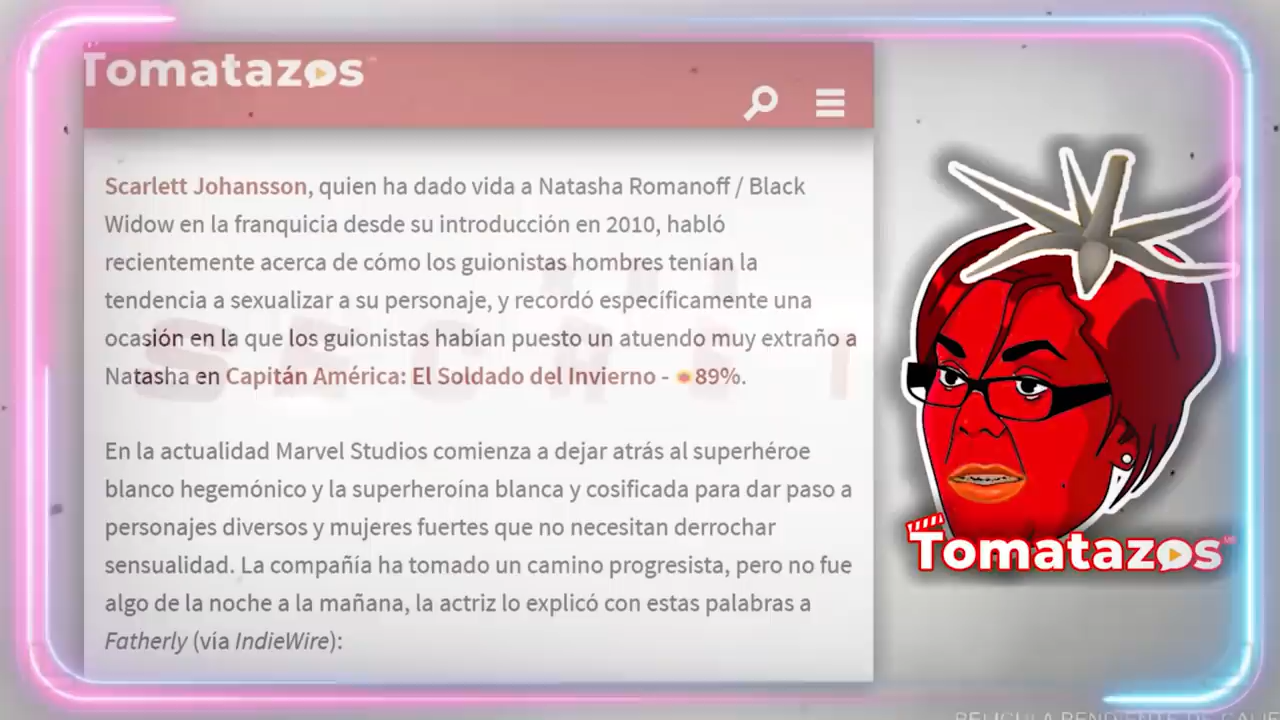 Tomatazos
Scarlett Johansson, quien ha dado vida a Natasha Romanoff / Black
Widow en la franquicia desde su introducción en 2010, habló
recientemente acerca de cómo los guionistas hombres tenían la
tendencia a sexualizar a su personaje, y recordó específicamente una
ocasión en la que los guionistas habían puesto un atuendo muy extraño a
Natasha en Capitán América: El Soldado del Invierno - 89%.
En la actualidad Marvel Studios comienza a dejar atrás al superhéroe
blanco hegemónico y la superheroína blanca y cosificada para dar paso a
personajes diversos y mujeres fuertes que no necesitan derrochar
sensualidad. La compañía ha tomado un camino progresista, pero no fue
algo de la noche a la mañana, la actriz lo explicó con estas palabras a
Fatherly (vía IndieWire):
Tomatazos